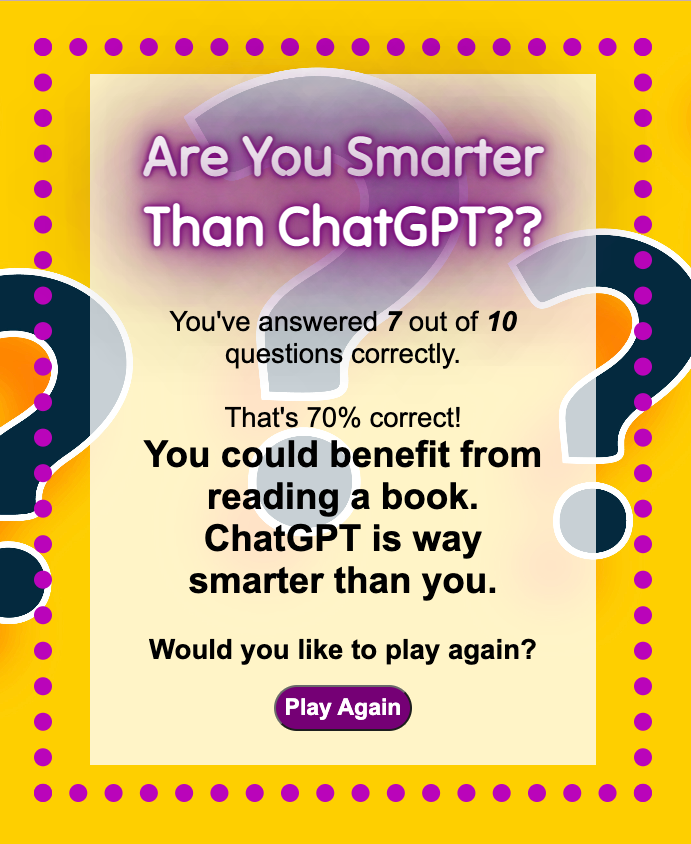 Are You Smarter
Than ChatGPT??
You've answered 7 out of 10
questions correctly.
That's 70% correct!
You could benefit from
reading a book.
ChatGPT is way
smarter than you.
Would you like to play again?
Play Again